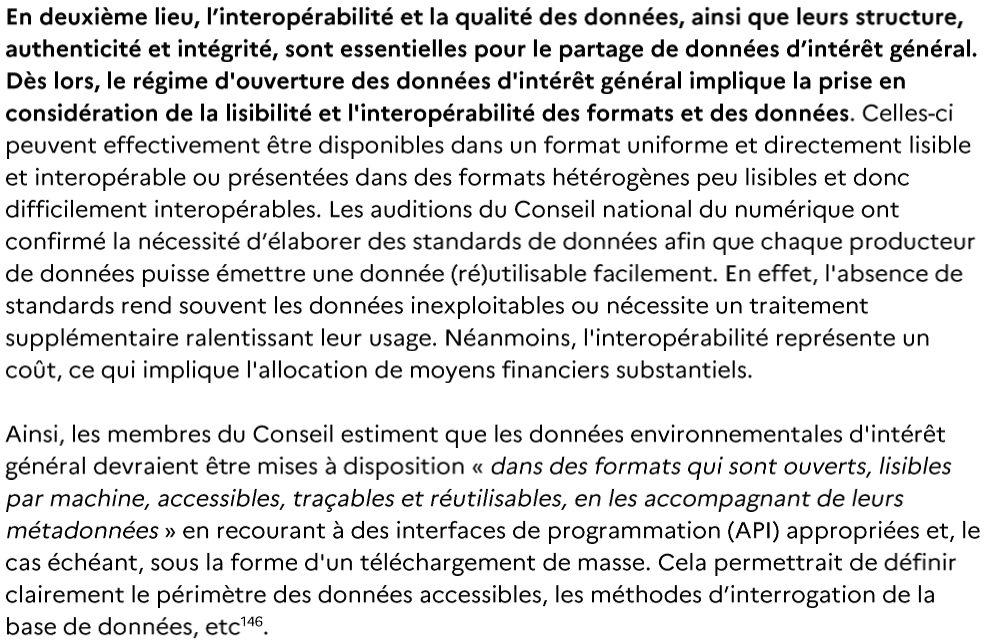 En deuxième lieu, l’interopérabilité et la qualité des données, ainsi que leurs structure,
authenticité et intégrité, sont essentielles pour le partage de données d’intérêt général.
Dès lors, le régime d'ouverture des données d'intérêt général implique la prise en
considération de la lisibilité et l'interopérabilité des formats et des données. Celles-ci
peuvent effectivement être disponibles dans un format uniforme et directement lisible
et interopérable ou présentées dans des formats hétérogènes peu lisibles et donc
difficilement interopérables. Les auditions du Conseil national du numérique ont
confirmé la nécessité d’élaborer des standards de données afin que chaque producteur
de données puisse émettre une donnée (ré)utilisable facilement. En effet, l'absence de
standards rend souvent les données inexploitables ou nécessite un traitement
supplémentaire ralentissant leur usage. Néanmoins, l'interopérabilité représente un
coût, ce qui implique l'allocation de moyens financiers substantiels.
Ainsi, les membres du Conseil estiment que les données environnementales d'intérêt
général devraient être mises à disposition « dans des formats qui sont ouverts, lisibles
par machine, accessibles, traçables et réutilisables, en les accompagnant de leurs
métadonnées » en recourant à des interfaces de programmation (API) appropriées et, le
cas échéant, sous la forme d'un téléchargement de masse. Cela permettrait de définir
clairement le périmètre des données accessibles, les méthodes d’interrogation de la
base de données, etc¹⁴⁶.